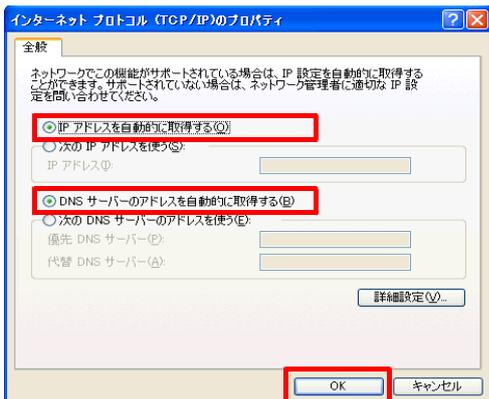 インターネット プロトコル (TCP/IP)のプロパティ
全般
ネットワークでこの機能がサポートされている場合は、IP 設定を自動的に取得する
ことができます。サポートされていない場合は、ネットワーク管理者に適切な IP 設
定を問い合わせてください。
IP アドレスを自動的に取得する(O)
次の IP アドレスを使う(S):
IP アドレス(I):
DNS サーバーのアドレスを自動的に取得する(B)
次の DNS サーバーのアドレスを使う(E):
優先 DNS サーバー(P):
代替 DNS サーバー(A):
詳細設定(V)...
OK
キャンセル